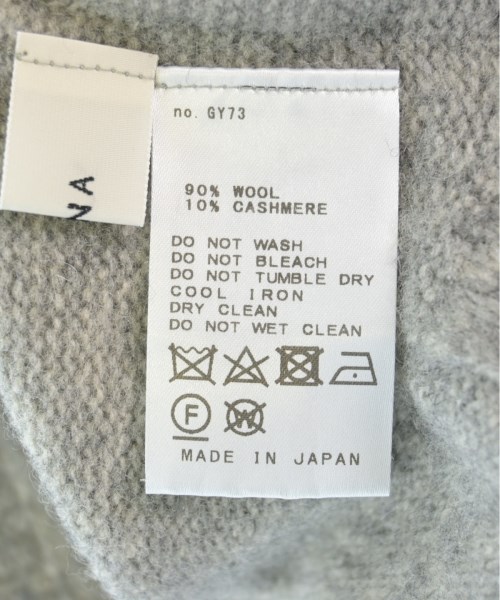 NA
no. GY73
90% WOOL
10% CASHMERE
DO NOT WASH
DO NOT BLEACH
DO NOT TUMBLE DRY
COOL IRON
DRY CLEAN
DO NOT WET CLEAN
F W
MADE IN JAPAN